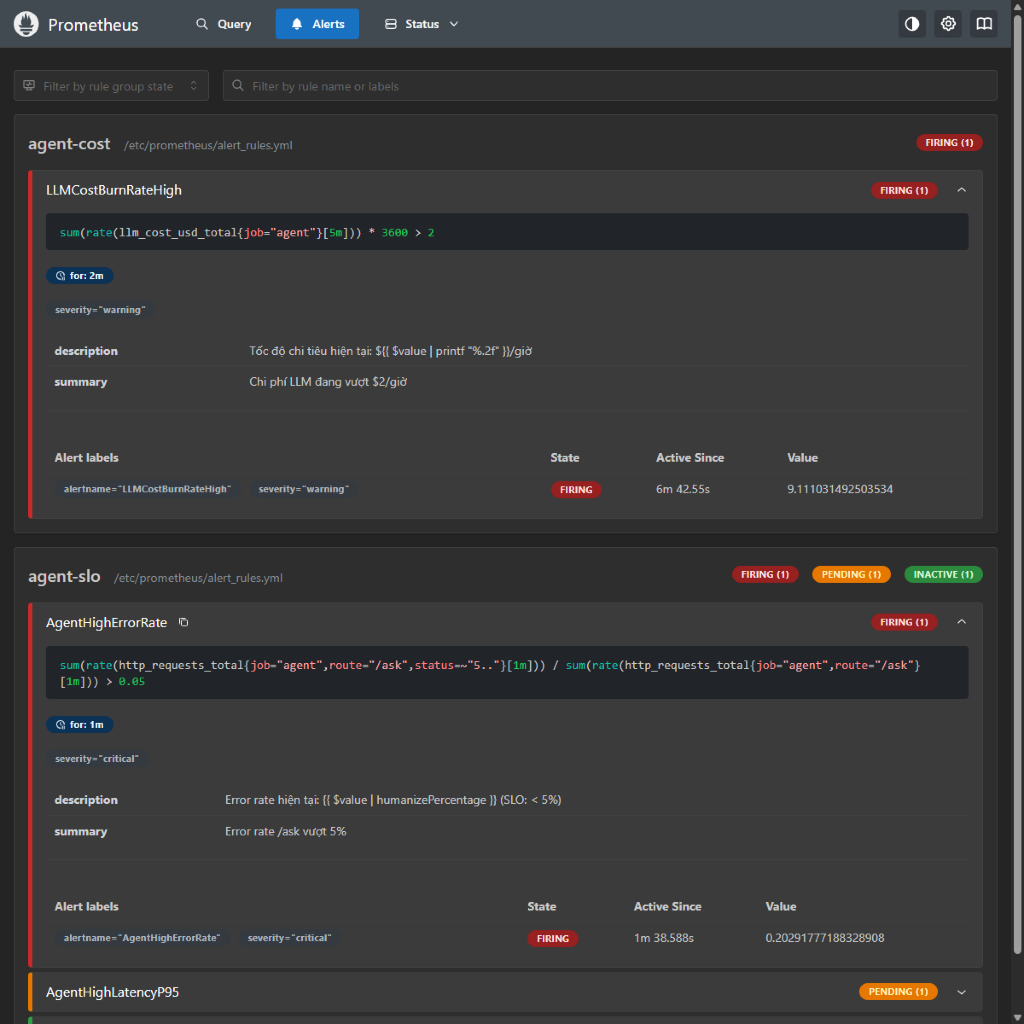 Prometheus
Query
Alerts
Status
Filter by rule group state
Filter by rule name or labels
agent-cost /etc/prometheus/alert_rules.yml FIRING (1)
LLMCostBurnRateHigh FIRING (1)
sum(rate(llm_cost_usd_total{job="agent"}[5m])) * 3600 > 2
for: 2m
severity="warning"
description Tốc độ chi tiêu hiện tại: ${{ $value | printf "%.2f" }}/giờ
summary Chi phí LLM đang vượt $2/giờ
Alert labels State Active Since Value
alertname="LLMCostBurnRateHigh" severity="warning" FIRING 6m 42.55s 9.111031492503534
agent-slo /etc/prometheus/alert_rules.yml FIRING (1) PENDING (1) INACTIVE (1)
AgentHighErrorRate FIRING (1)
sum(rate(http_requests_total{job="agent",route="/ask",status=~"5.."}[1m])) / sum(rate(http_requests_total{job="agent",route="/ask"}
[1m])) > 0.05
for: 1m
severity="critical"
description Error rate hiện tại: {{ $value | humanizePercentage }} (SLO: < 5%)
summary Error rate /ask vượt 5%
Alert labels State Active Since Value
alertname="AgentHighErrorRate" severity="critical" FIRING 1m 38.588s 0.20291777188328908
AgentHighLatencyP95 PENDING (1)